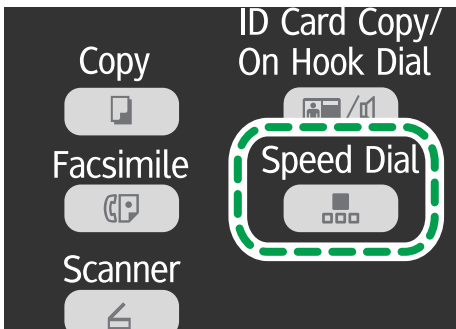 Copy
ID Card Copy/
On Hook Dial
Facsimile
Speed Dial
Scanner